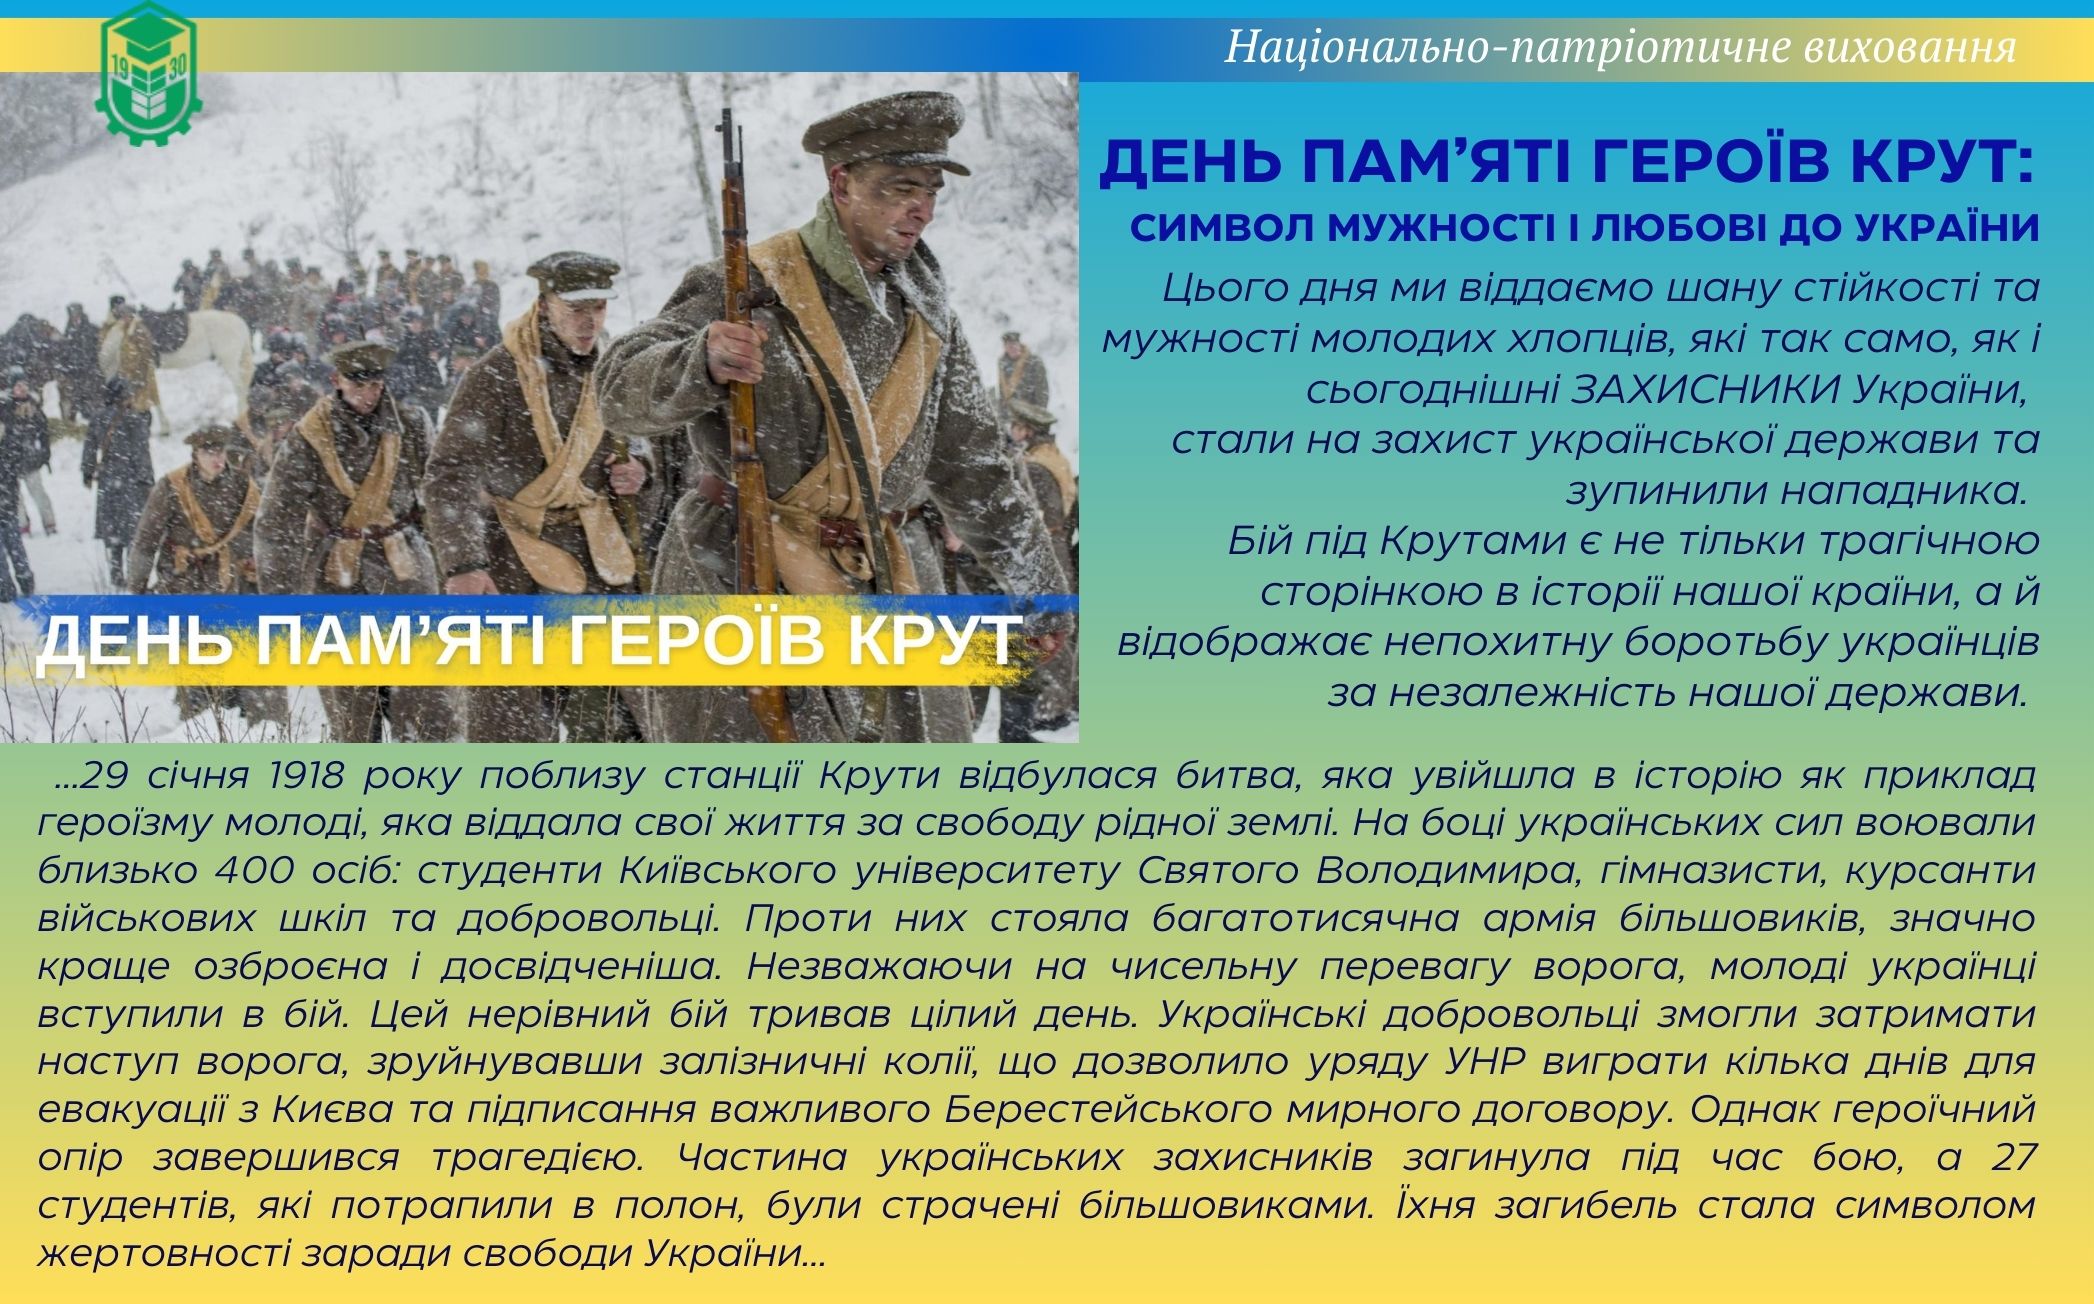 Національно-патріотичне виховання
1930
ДЕНЬ ПАМ’ЯТІ ГЕРОЇВ КРУТ:
СИМВОЛ МУЖНОСТІ І ЛЮБОВІ ДО УКРАЇНИ
Цього дня ми віддаємо шану стійкості та
мужності молодих хлопців, які так само, як і
сьогоднішні ЗАХИСНИКИ України,
стали на захист української держави та
зупинили нападника.
Бій під Крутами є не тільки трагічною
сторінкою в історії нашої країни, а й
відображає непохитну боротьбу українців
за незалежність нашої держави.
ДЕНЬ ПАМ’ЯТІ ГЕРОЇВ КРУТ
...29 січня 1918 року поблизу станції Крути відбулася битва, яка увійшла в історію як приклад
героїзму молоді, яка віддала свої життя за свободу рідної землі. На боці українських сил воювали
близько 400 осіб: студенти Київського університету Святого Володимира, гімназисти, курсанти
військових шкіл та добровольці. Проти них стояла багатотисячна армія більшовиків, значно
краще озброєна і досвідченіша. Незважаючи на чисельну перевагу ворога, молоді українці
вступили в бій. Цей нерівний бій тривав цілий день. Українські добровольці змогли затримати
наступ ворога, зруйнувавши залізничні колії, що дозволило уряду УНР виграти кілька днів для
евакуації з Києва та підписання важливого Берестейського мирного договору. Однак героїчний
опір завершився трагедією. Частина українських захисників загинула під час бою, а 27
студентів, які потрапили в полон, були страчені більшовиками. Їхня загибель стала символом
жертовності заради свободи України...